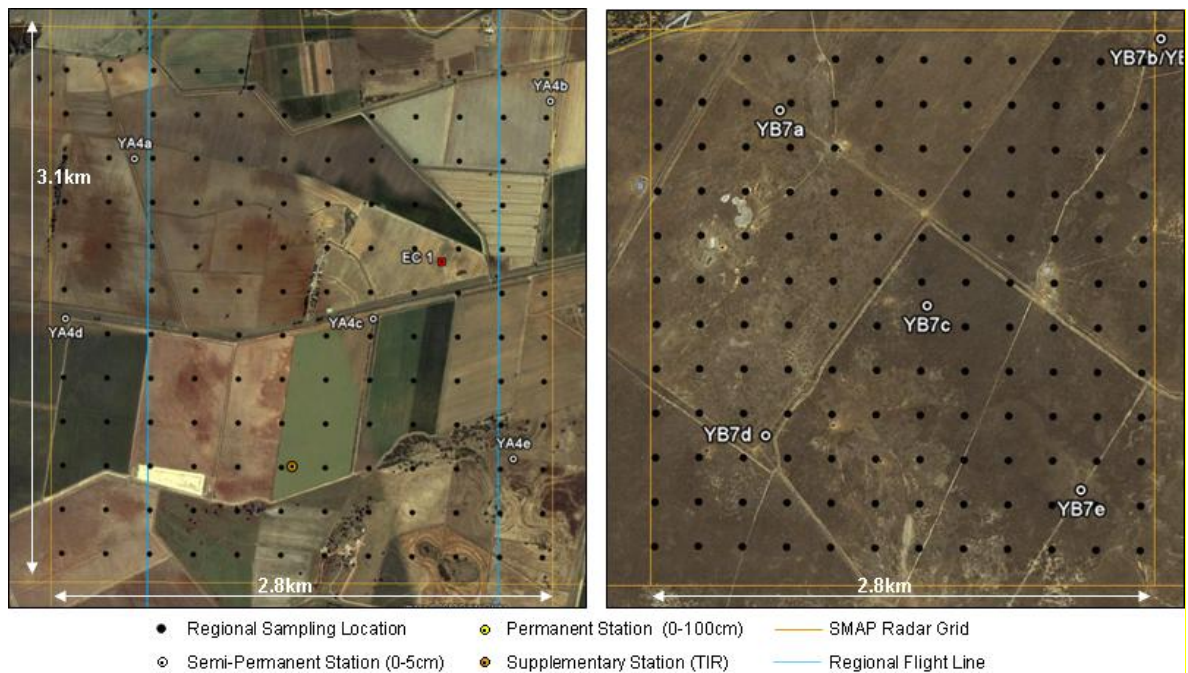 YA4b
YA4a
3.1km
EC 1
YA4d
YA4c
YA4e
2.8km
YB7b/YB
YB7a
YB7c
YB7d
YB7e
2.8km
Regional Sampling Location
Permanent Station (0-100cm)
SMAP Radar Grid
Semi-Permanent Station (0-5cm)
Supplementary Station (TIR)
Regional Flight Line